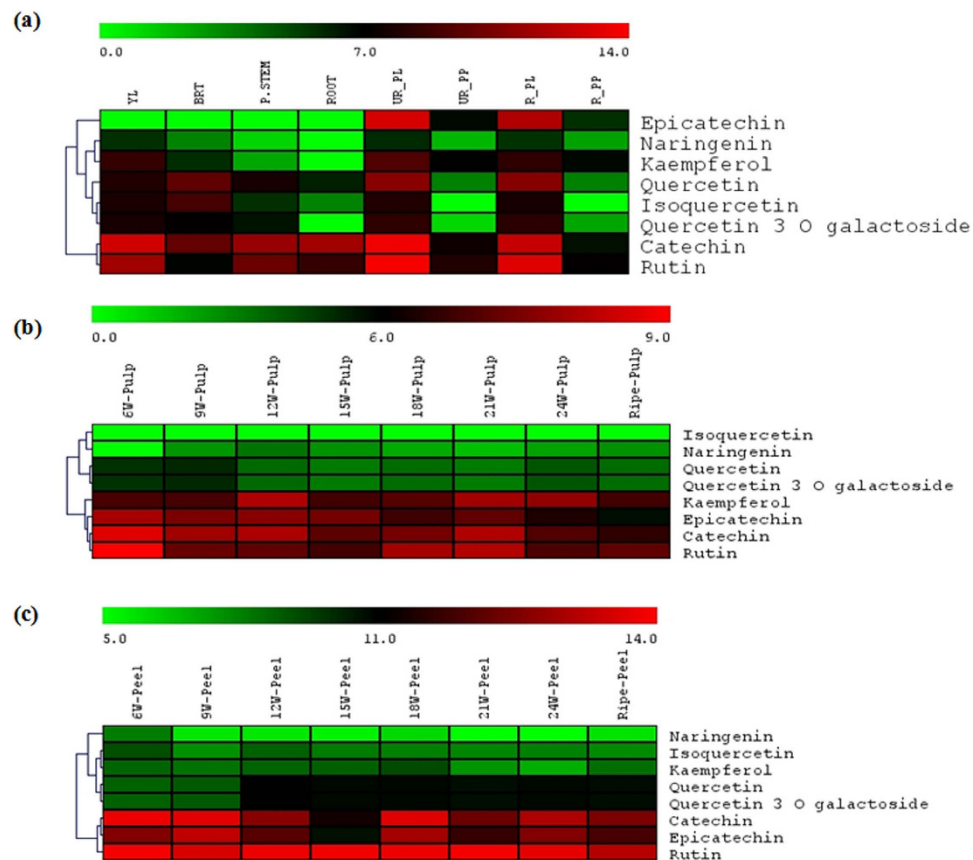 (a)
0.0 7.0 14.0
YL BRT P.STEM ROOT UR_PL UR_PP R_PL R_PP
Epicatechin
Naringenin
Kaempferol
Quercetin
Isoquercetin
Quercetin 3 O galactoside
Catechin
Rutin
(b)
0.0 6.0 9.0
6W-Pulp 9W-Pulp 12W-Pulp 15W-Pulp 18W-Pulp 21W-Pulp 24W-Pulp Ripe-Pulp
Isoquercetin
Naringenin
Quercetin
Quercetin 3 O galactoside
Kaempferol
Epicatechin
Catechin
Rutin
(c)
5.0 11.0 14.0
6W-Peel 9W-Peel 12W-Peel 15W-Peel 18W-Peel 21W-Peel 24W-Peel Ripe-Peel
Naringenin
Isoquercetin
Kaempferol
Quercetin
Quercetin 3 O galactoside
Catechin
Epicatechin
Rutin